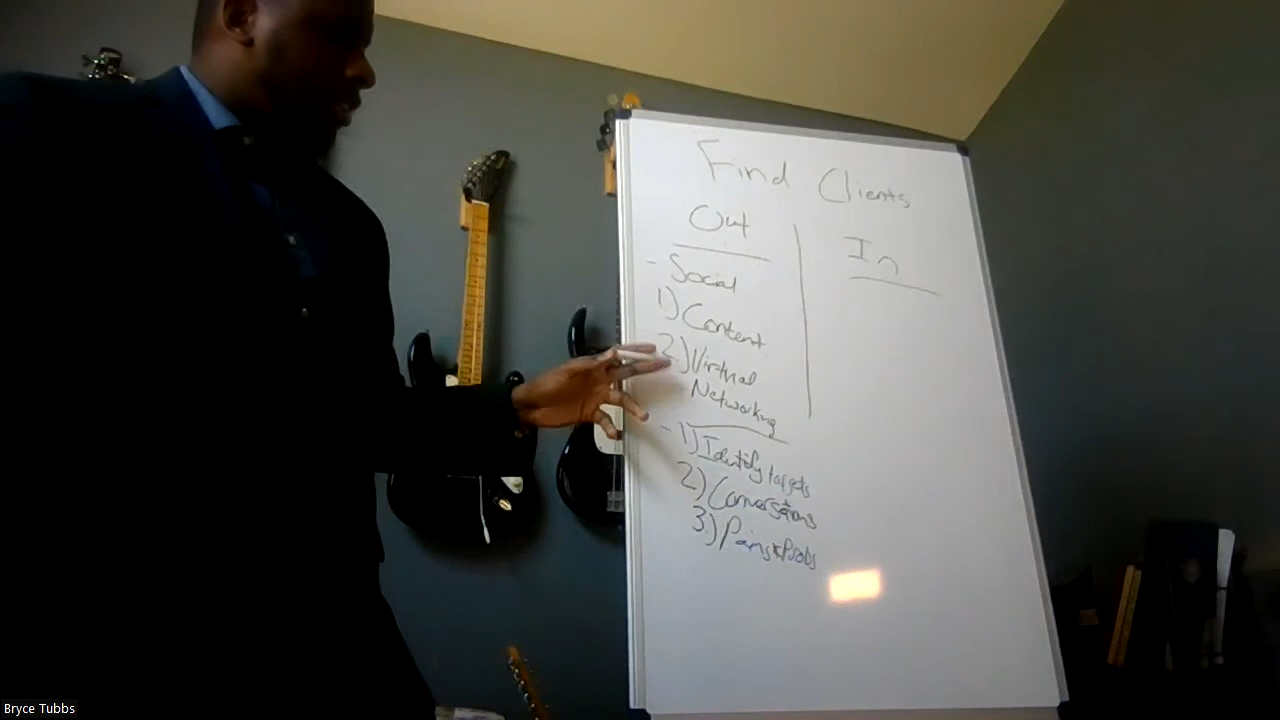 Find Clients
Out
In
- Social
1) Content
2.) Virtual
Networking
- 1.) Identify targets
2) Conversations
3.) Pains & Probs
Bryce Tubbs